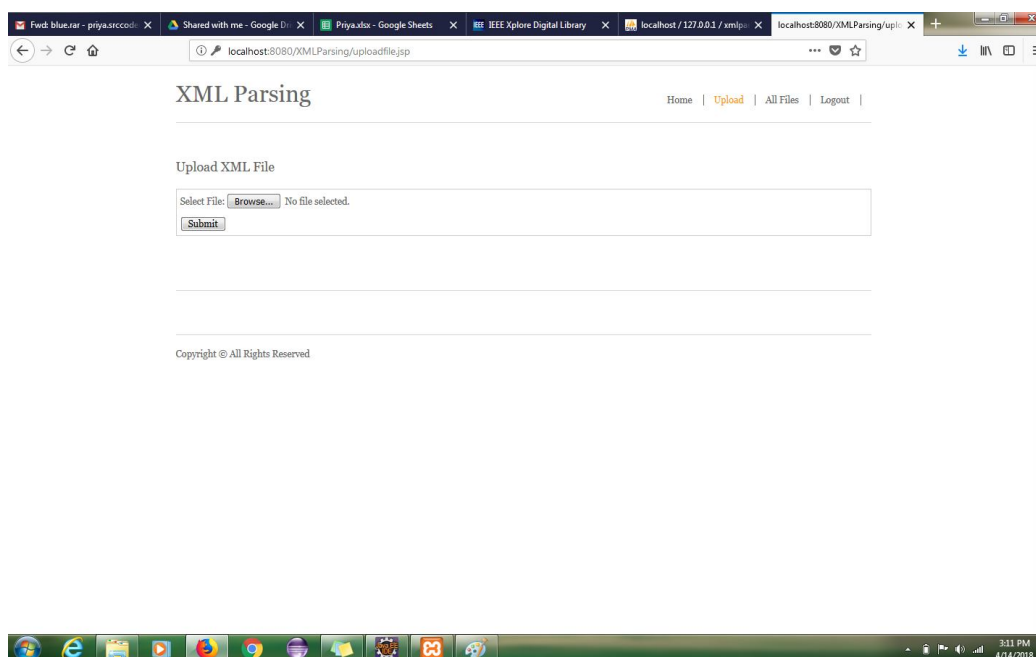 Fwd: blue.rar - priya.srccode Shared with me - Google Dri Priya.xlsx - Google Sheets IEEE IEEE Xplore Digital Library localhost / 127.0.0.1 / xmlpa localhost:8080/XMLParsing/uplo
localhost:8080/XMLParsing/uploadfile.jsp
XML Parsing
Home | Upload | All Files | Logout |
Upload XML File
Select File: Browse... No file selected.
Submit
Copyright © All Rights Reserved
3:11 PM
4/14/2018